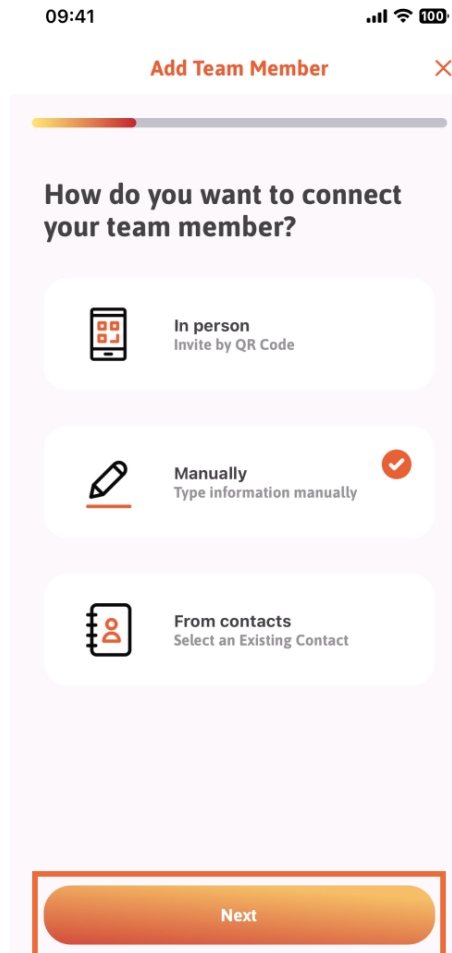 09:41
100
Add Team Member
How do you want to connect
your team member?
In person
Invite by QR Code
Manually
Type information manually
From contacts
Select an Existing Contact
Next